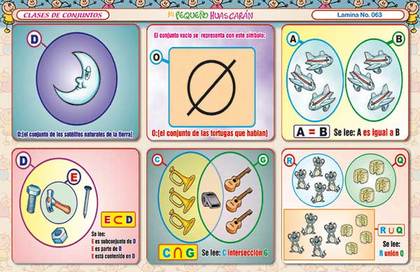 CLASES DE CONJUNTOS
Mi PEQUEÑO HUASCARÁN
Lamina No. 063
D
D:{el conjunto de los satélites naturales de la tierra}
El conjunto vacío se representa con este símbolo:
O
O:{el conjunto de las tortugas que hablan}
A
B
A = B Se lee: A es igual a B
D
E
E ⊂ D
Se lee:
E es subconjunto de D
E es parte de D
E está contenido en D
C
G
C ∩ G Se lee: C intersección G
R
Q
R U Q
Se lee:
R unión Q